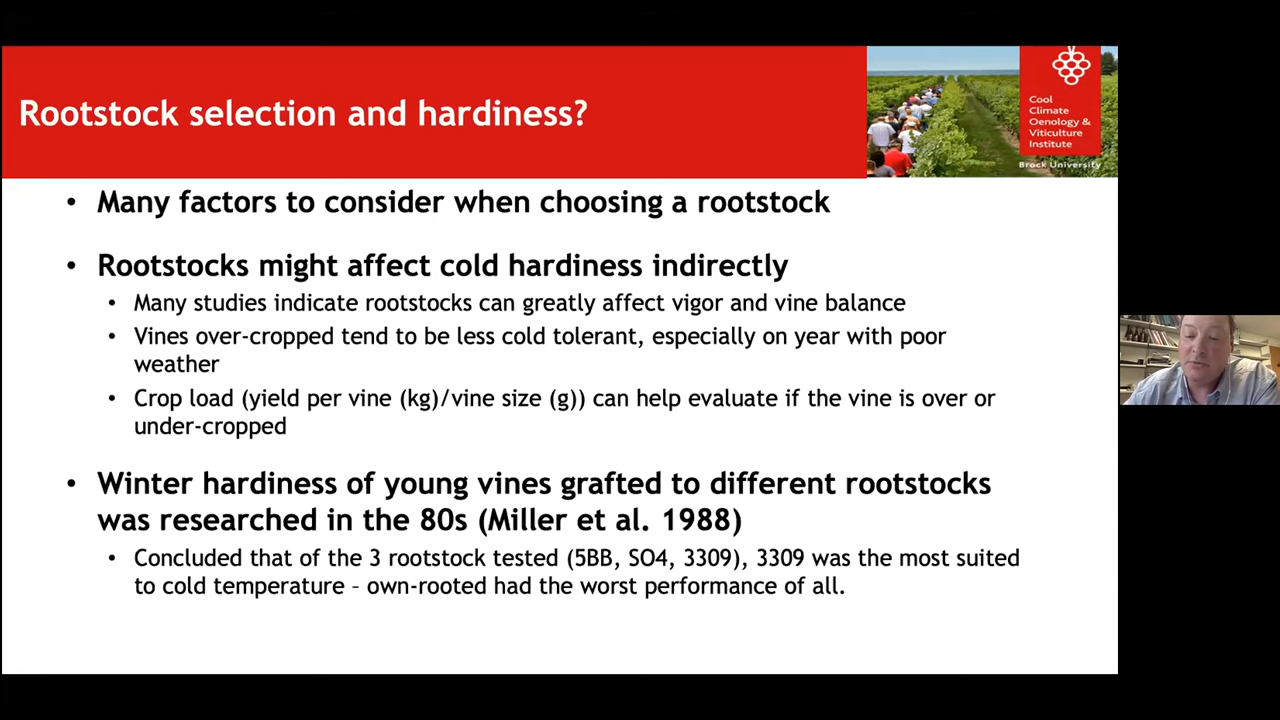 Rootstock selection and hardiness?
Cool
Climate
Oenology &
Viticulture
Institute
Brock University
• Many factors to consider when choosing a rootstock
• Rootstocks might affect cold hardiness indirectly
• Many studies indicate rootstocks can greatly affect vigor and vine balance
• Vines over-cropped tend to be less cold tolerant, especially on year with poor
weather
• Crop load (yield per vine (kg)/vine size (g)) can help evaluate if the vine is over or
under-cropped
• Winter hardiness of young vines grafted to different rootstocks
was researched in the 80s (Miller et al. 1988)
• Concluded that of the 3 rootstock tested (5BB, SO4, 3309), 3309 was the most suited
to cold temperature – own-rooted had the worst performance of all.